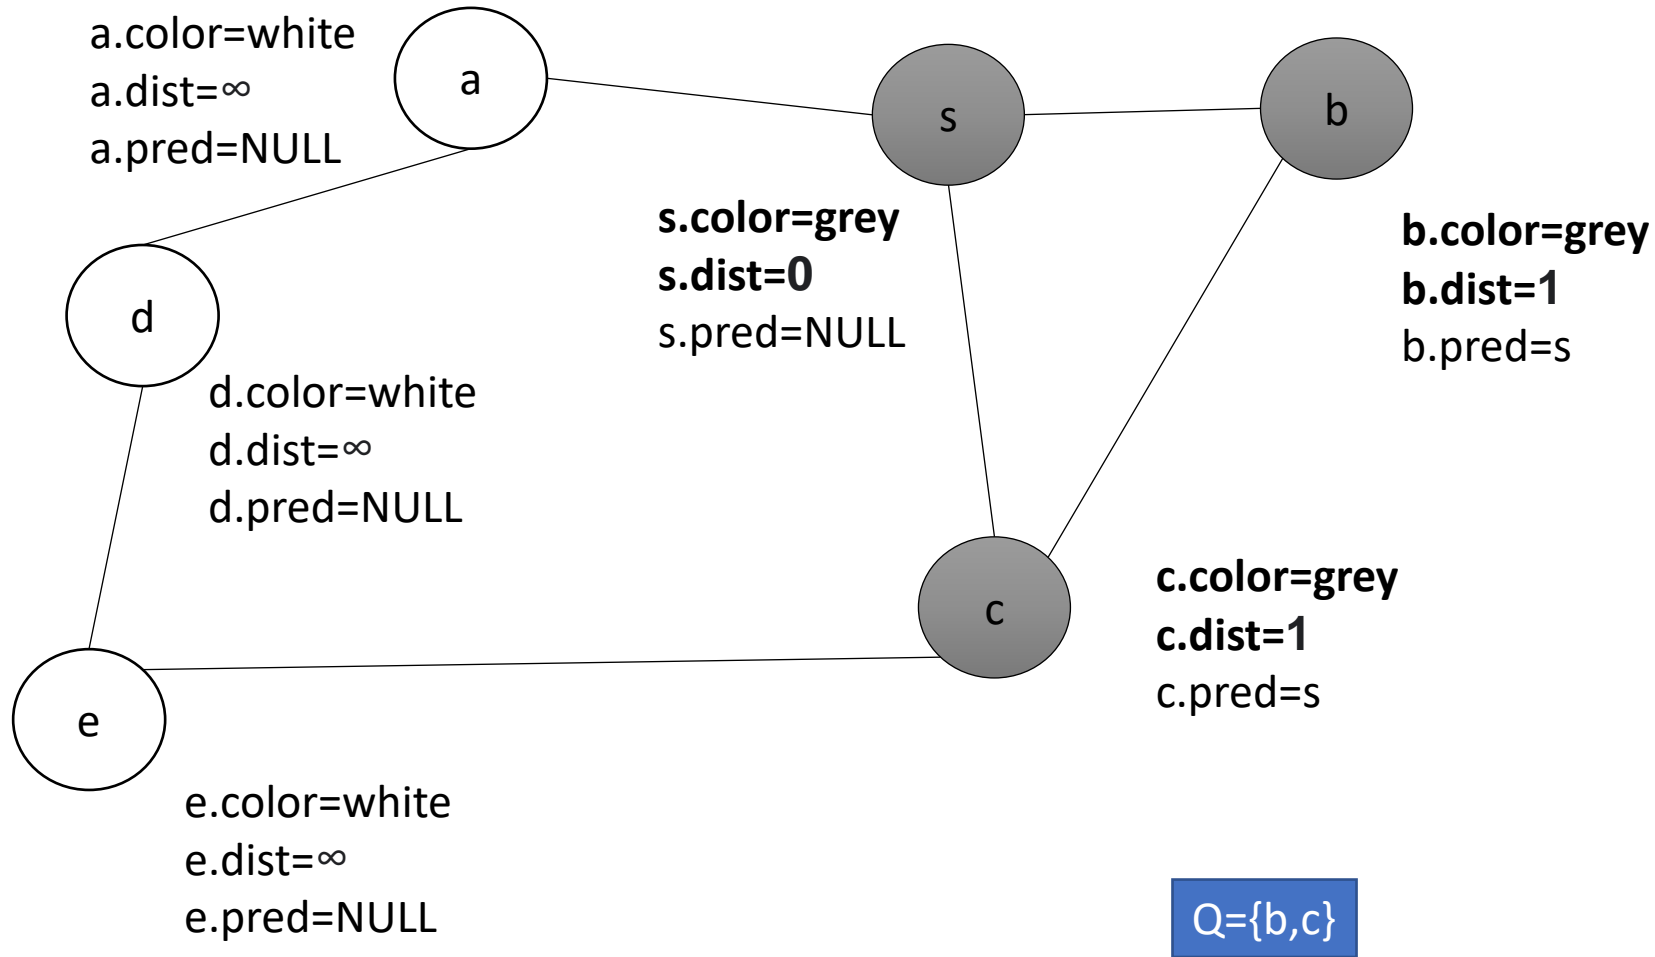 a.color=white
a.dist=∞
a.pred=NULL
a
s
b
s.color=grey
s.dist=0
s.pred=NULL
b.color=grey
b.dist=1
b.pred=s
d
d.color=white
d.dist=∞
d.pred=NULL
c
c.color=grey
c.dist=1
c.pred=s
e
e.color=white
e.dist=∞
e.pred=NULL
Q={b,c}